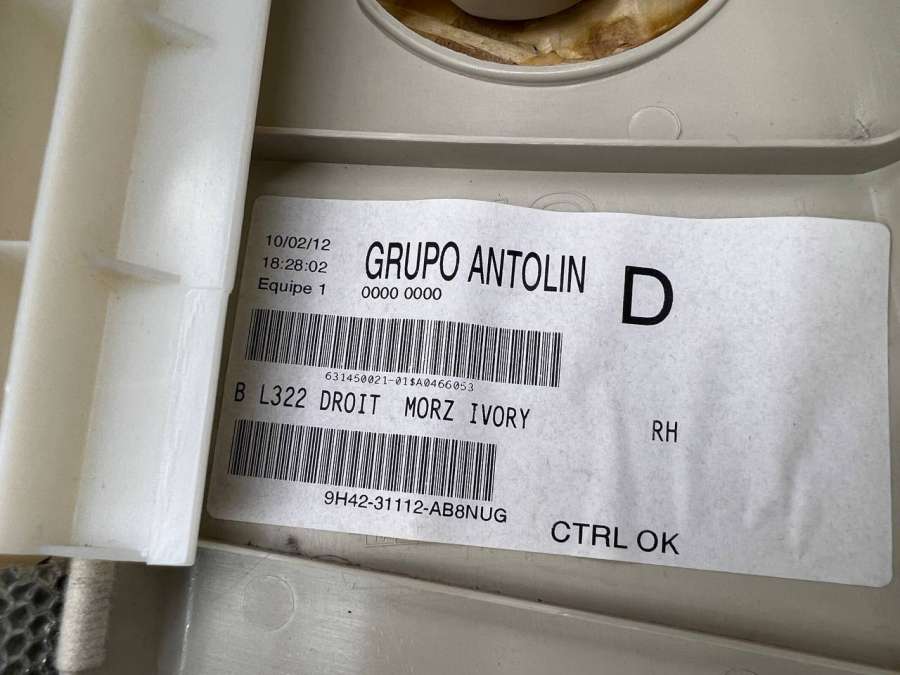 10/02/12
18:28:02
Equipe 1
GRUPO ANTOLIN
0000 0000
D
631450021-01$A0466053
B L322 DROIT MORZ IVORY
RH
9H42-31112-AB8NUG
CTRL OK